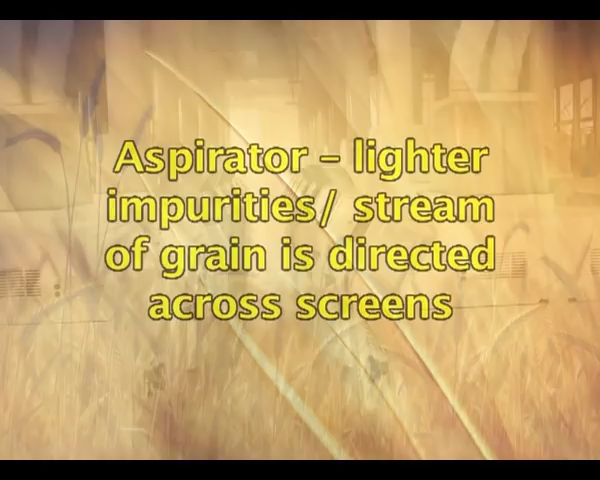 Aspirator – lighter
impurities/ stream
of grain is directed
across screens